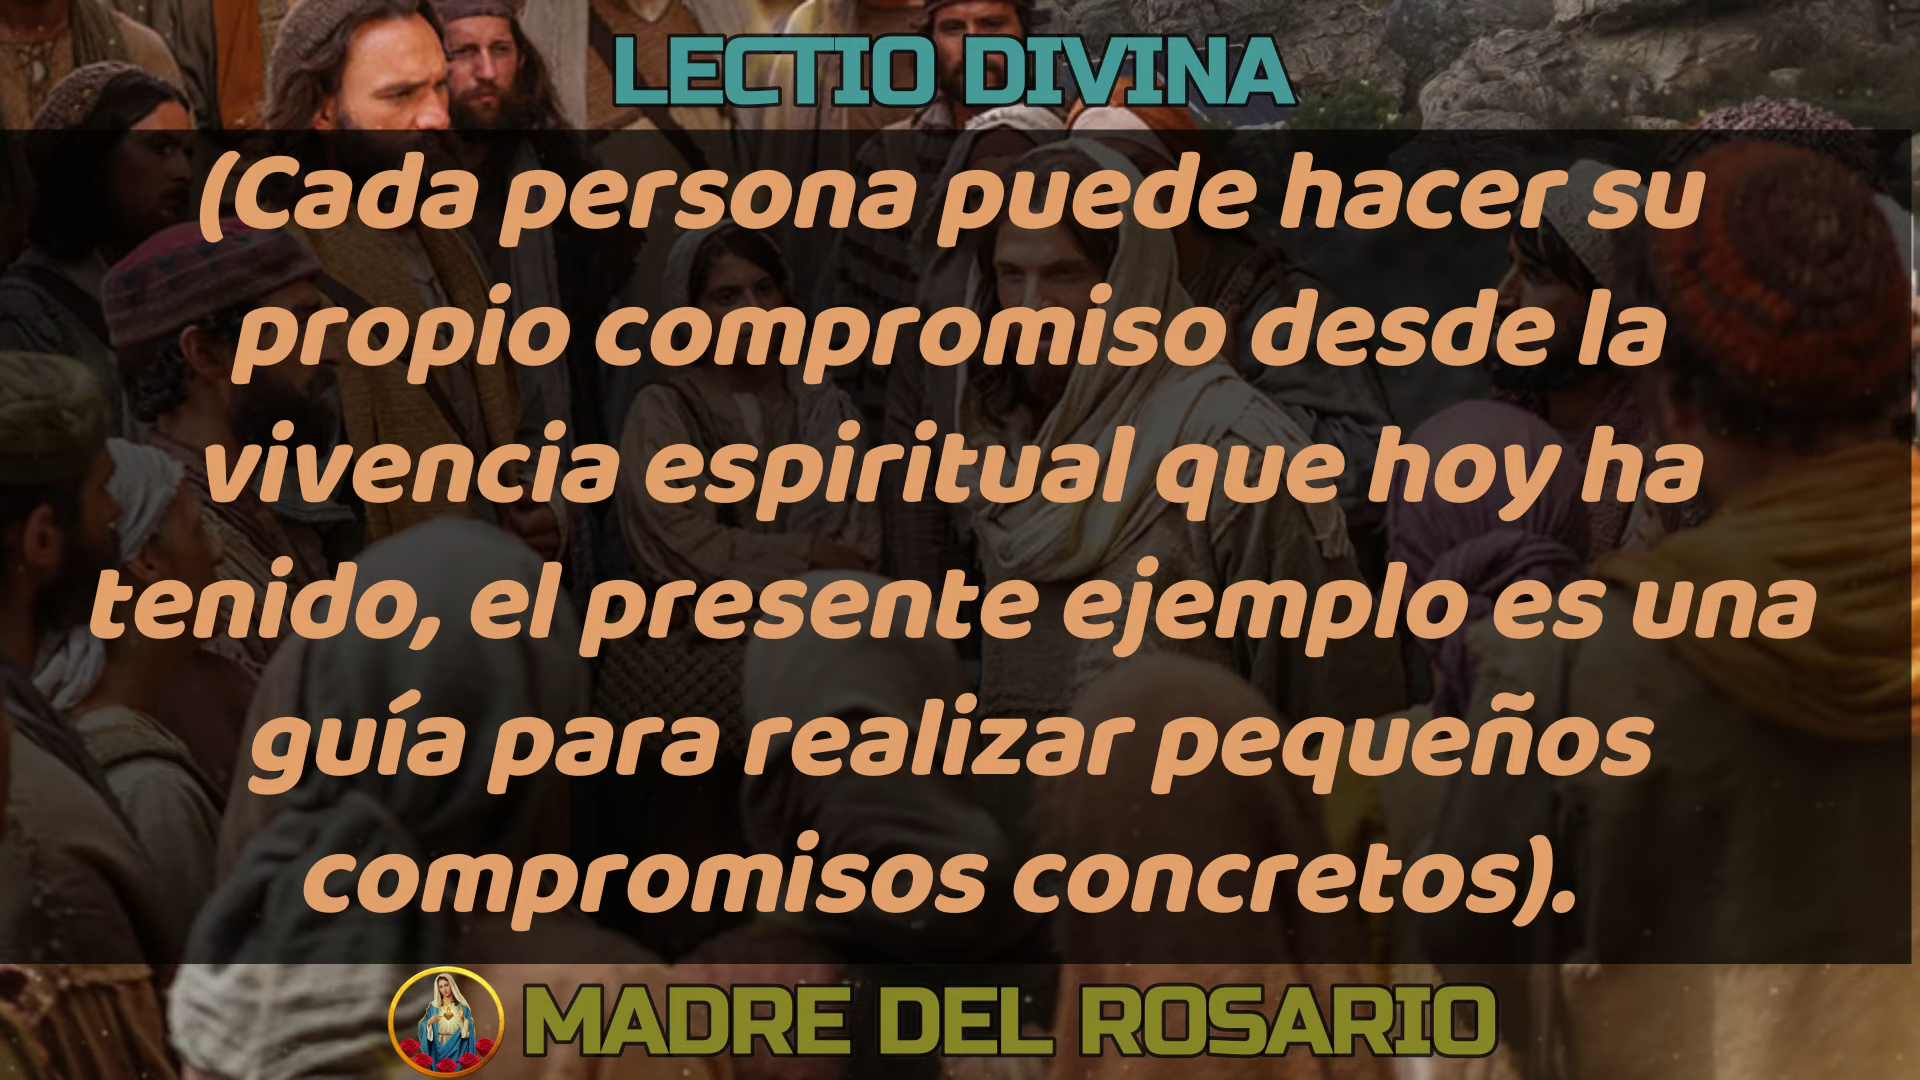 LECTIO DIVINA
(Cada persona puede hacer su
propio compromiso desde la
vivencia espiritual que hoy ha
tenido, el presente ejemplo es una
guía para realizar pequeños
compromisos concretos).
MADRE DEL ROSARIO